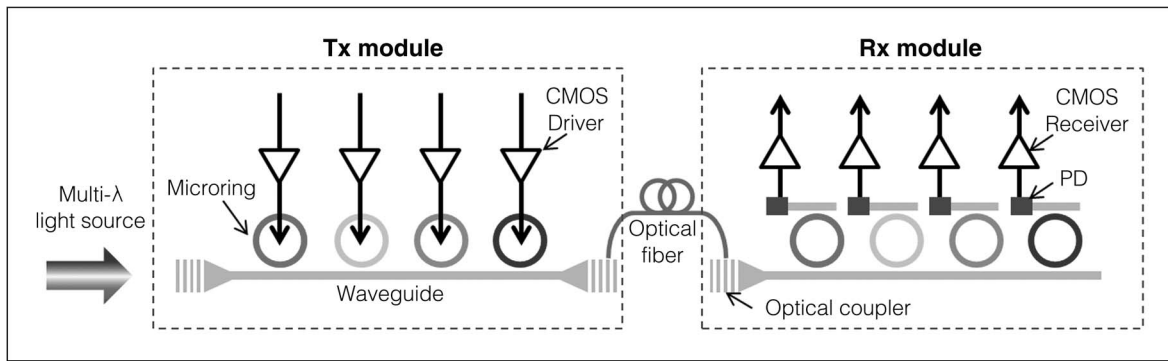 Tx module
Rx module
CMOS
Driver
CMOS
Receiver
Microring
PD
Multi-λ
light source
Optical
fiber
Waveguide
Optical coupler